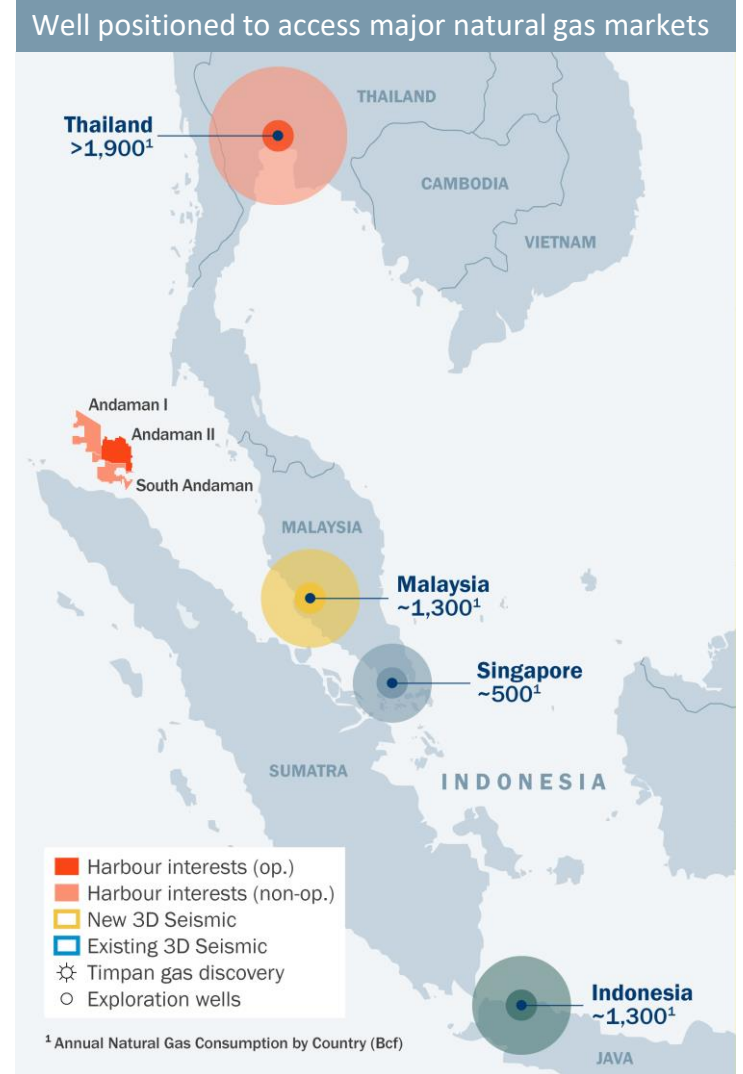 Well positioned to access major natural gas markets
THAILAND
Thailand
>1,900¹
CAMBODIA
VIETNAM
Andaman I
Andaman II
South Andaman
MALAYSIA
Malaysia
~1,300¹
Singapore
~500¹
SUMATRA
INDONESIA
Harbour interests (op.)
Harbour interests (non-op.)
New 3D Seismic
Existing 3D Seismic
Timpan gas discovery
Exploration wells
Indonesia
~1,300¹
¹ Annual Natural Gas Consumption by Country (Bcf)
JAVA